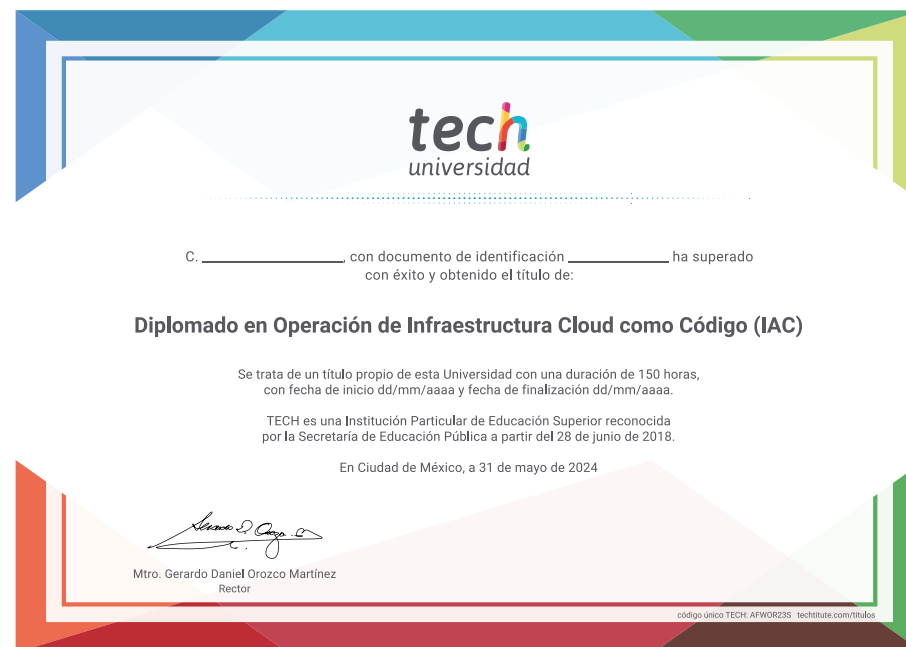 tech
universidad
C. ____________, con documento de identificación ____________ ha superado
con éxito y obtenido el título de:
Diplomado en Operación de Infraestructura Cloud como Código (IAC)
Se trata de un título propio de esta Universidad con una duración de 150 horas,
con fecha de inicio dd/mm/aaaa y fecha de finalización dd/mm/aaaa.
TECH es una Institución Particular de Educación Superior reconocida
por la Secretaría de Educación Pública a partir del 28 de junio de 2018.
En Ciudad de México, a 31 de mayo de 2024
Mtro. Gerardo Daniel Orozco Martínez
Rector
código único TECH: AFWOR23S techtitute.com/titulos